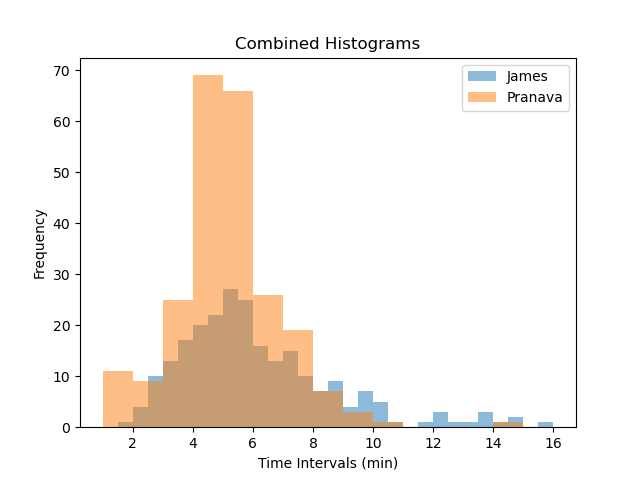 Combined Histograms
James
Pranava
Frequency
70
60
50
40
30
20
10
0
2 4 6 8 10 12 14 16
Time Intervals (min)